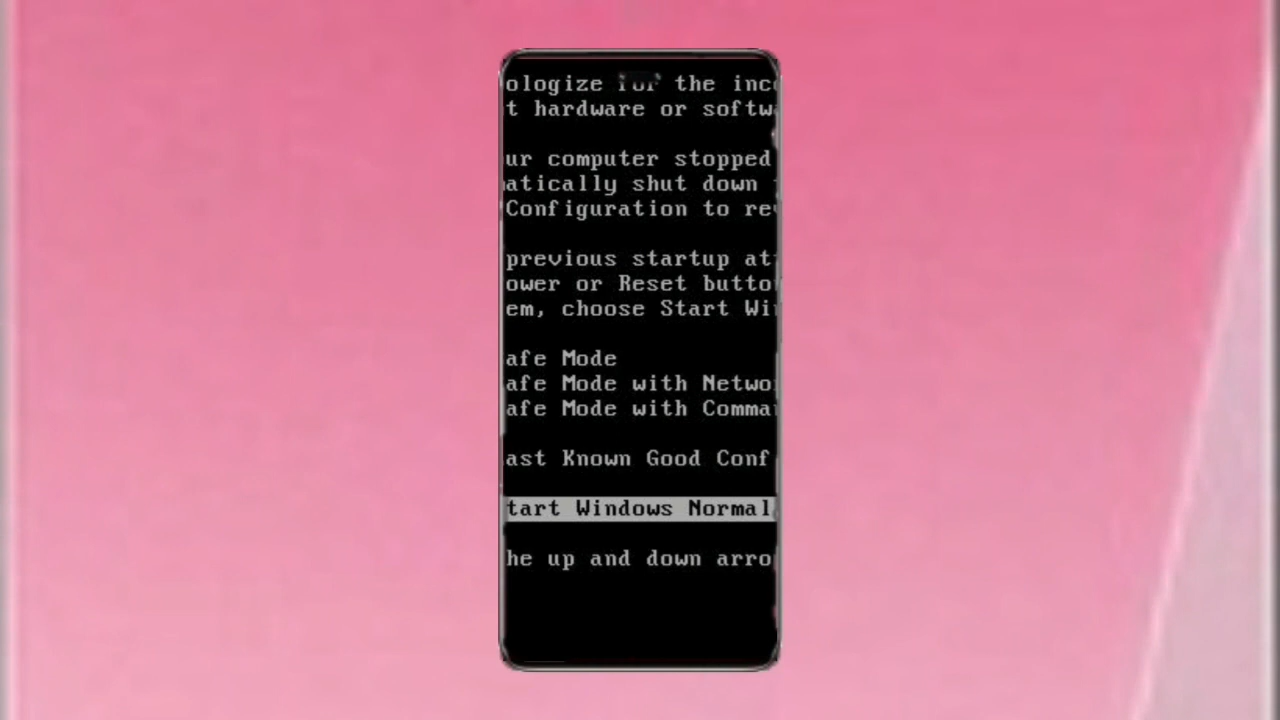 ologize for the inc
t hardware or softw
ur computer stopped
atically shut down
Configuration to re
previous startup at
ower or Reset butto
em, choose Start Wi
afe Mode
afe Mode with Netwo
afe Mode with Comma
ast Known Good Conf
tart Windows Normal
he up and down arro